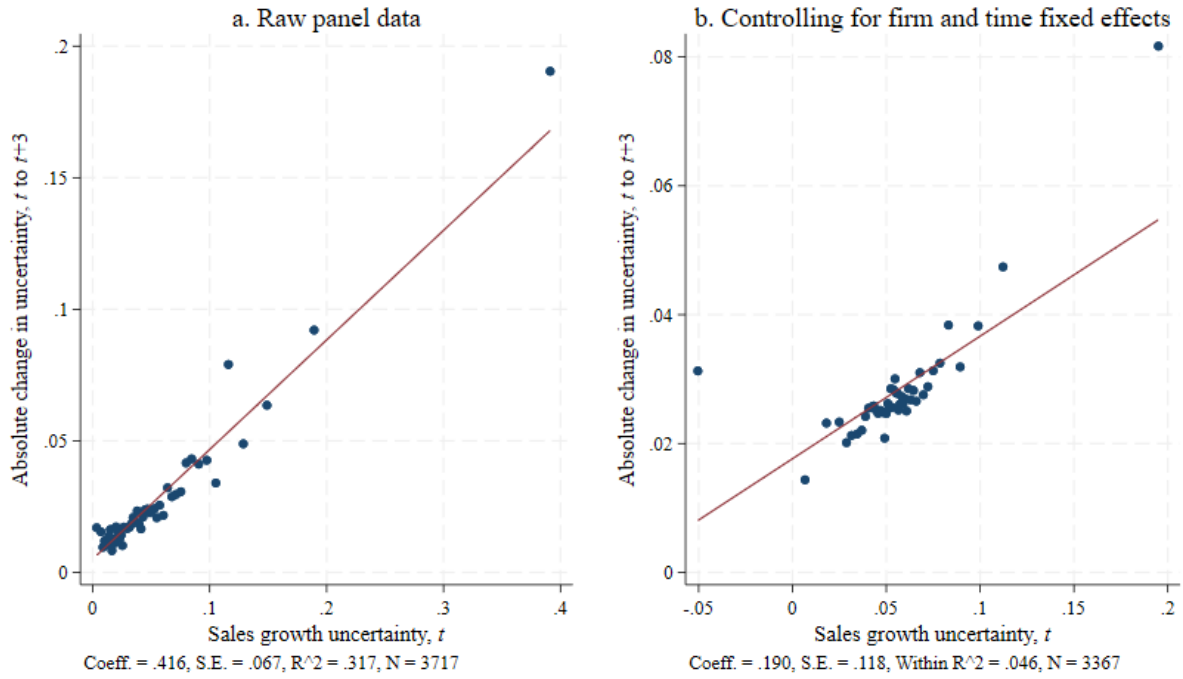 a. Raw panel data
Absolute change in uncertainty, t to t+3
.2
.15
.1
.05
0
0
.1
.2
.3
.4
Sales growth uncertainty, t
Coeff. = .416, S.E. = .067, R^2 = .317, N = 3717
b. Controlling for firm and time fixed effects
Absolute change in uncertainty, t to t+3
.08
.06
.04
.02
0
-.05
0
.05
.1
.15
.2
Sales growth uncertainty, t
Coeff. = .190, S.E. = .118, Within R^2 = .046, N = 3367